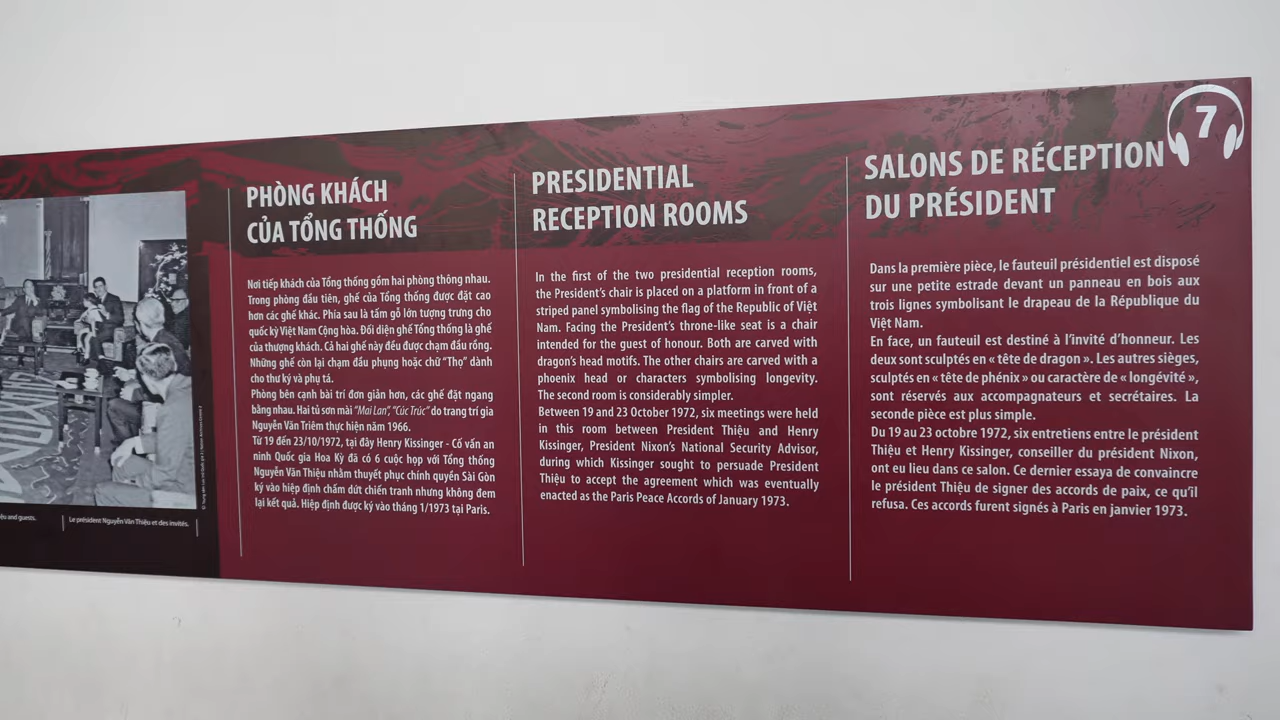 PHÒNG KHÁCH
CỦA TỔNG THỐNG
Nơi tiếp khách của Tổng thống gồm hai phòng thông nhau.
Trong phòng đầu tiên, ghế của Tổng thống được đặt cao
hơn các ghế khác. Phía sau là tấm gỗ lớn tượng trưng cho
quốc kỳ Việt Nam Cộng hòa. Đối diện ghế Tổng thống là ghế
của thượng khách. Cả hai ghế này đều được chạm đầu rồng.
Những ghế còn lại chạm đầu phụng hoặc chữ “Thọ” dành
cho thư ký và phụ tá.
Phòng bên cạnh bài trí đơn giản hơn, các ghế đặt ngang
bằng nhau. Hai tủ sơn mài “Mai Lan”, “Cúc Trúc” do trang trí gia
Nguyễn Văn Triêm thực hiện năm 1966.
Từ 19 đến 23/10/1972, tại đây Henry Kissinger - Cố vấn an
ninh Quốc gia Hoa Kỳ đã có 6 cuộc họp với Tổng thống
Nguyễn Văn Thiệu nhằm thuyết phục chính quyền Sài Gòn
ký vào hiệp định chấm dứt chiến tranh nhưng không đem
lại kết quả. Hiệp định được ký vào tháng 1/1973 tại Paris.
PRESIDENTIAL
RECEPTION ROOMS
In the first of the two presidential reception rooms,
the President’s chair is placed on a platform in front of a
striped panel symbolising the flag of the Republic of Việt
Nam. Facing the President’s throne-like seat is a chair
intended for the guest of honour. Both are carved with
dragon’s head motifs. The other chairs are carved with a
phoenix head or characters symbolising longevity.
The second room is considerably simpler.
Between 19 and 23 October 1972, six meetings were held
in this room between President Thiệu and Henry
Kissinger, President Nixon’s National Security Advisor,
during which Kissinger sought to persuade President
Thiệu to accept the agreement which was eventually
enacted as the Paris Peace Accords of January 1973.
SALONS DE RÉCEPTION
DU PRÉSIDENT
7
Dans la première pièce, le fauteuil présidentiel est disposé
sur une petite estrade devant un panneau en bois aux
trois lignes symbolisant le drapeau de la République du
Việt Nam.
En face, un fauteuil est destiné à l’invité d’honneur. Les
deux sont sculptés en « tête de dragon ». Les autres sièges,
sculptés en « tête de phénix » ou caractère de « longévité »,
sont réservés aux accompagnateurs et secrétaires. La
seconde pièce est plus simple.
Du 19 au 23 octobre 1972, six entretiens entre le président
Thiệu et Henry Kissinger, conseiller du président Nixon,
ont eu lieu dans ce salon. Ce dernier essaya de convaincre
le président Thiệu de signer des accords de paix, ce qu’il
refusa. Ces accords furent signés à Paris en janvier 1973.
and guests.
Le président Nguyễn Văn Thiệu et des invités.